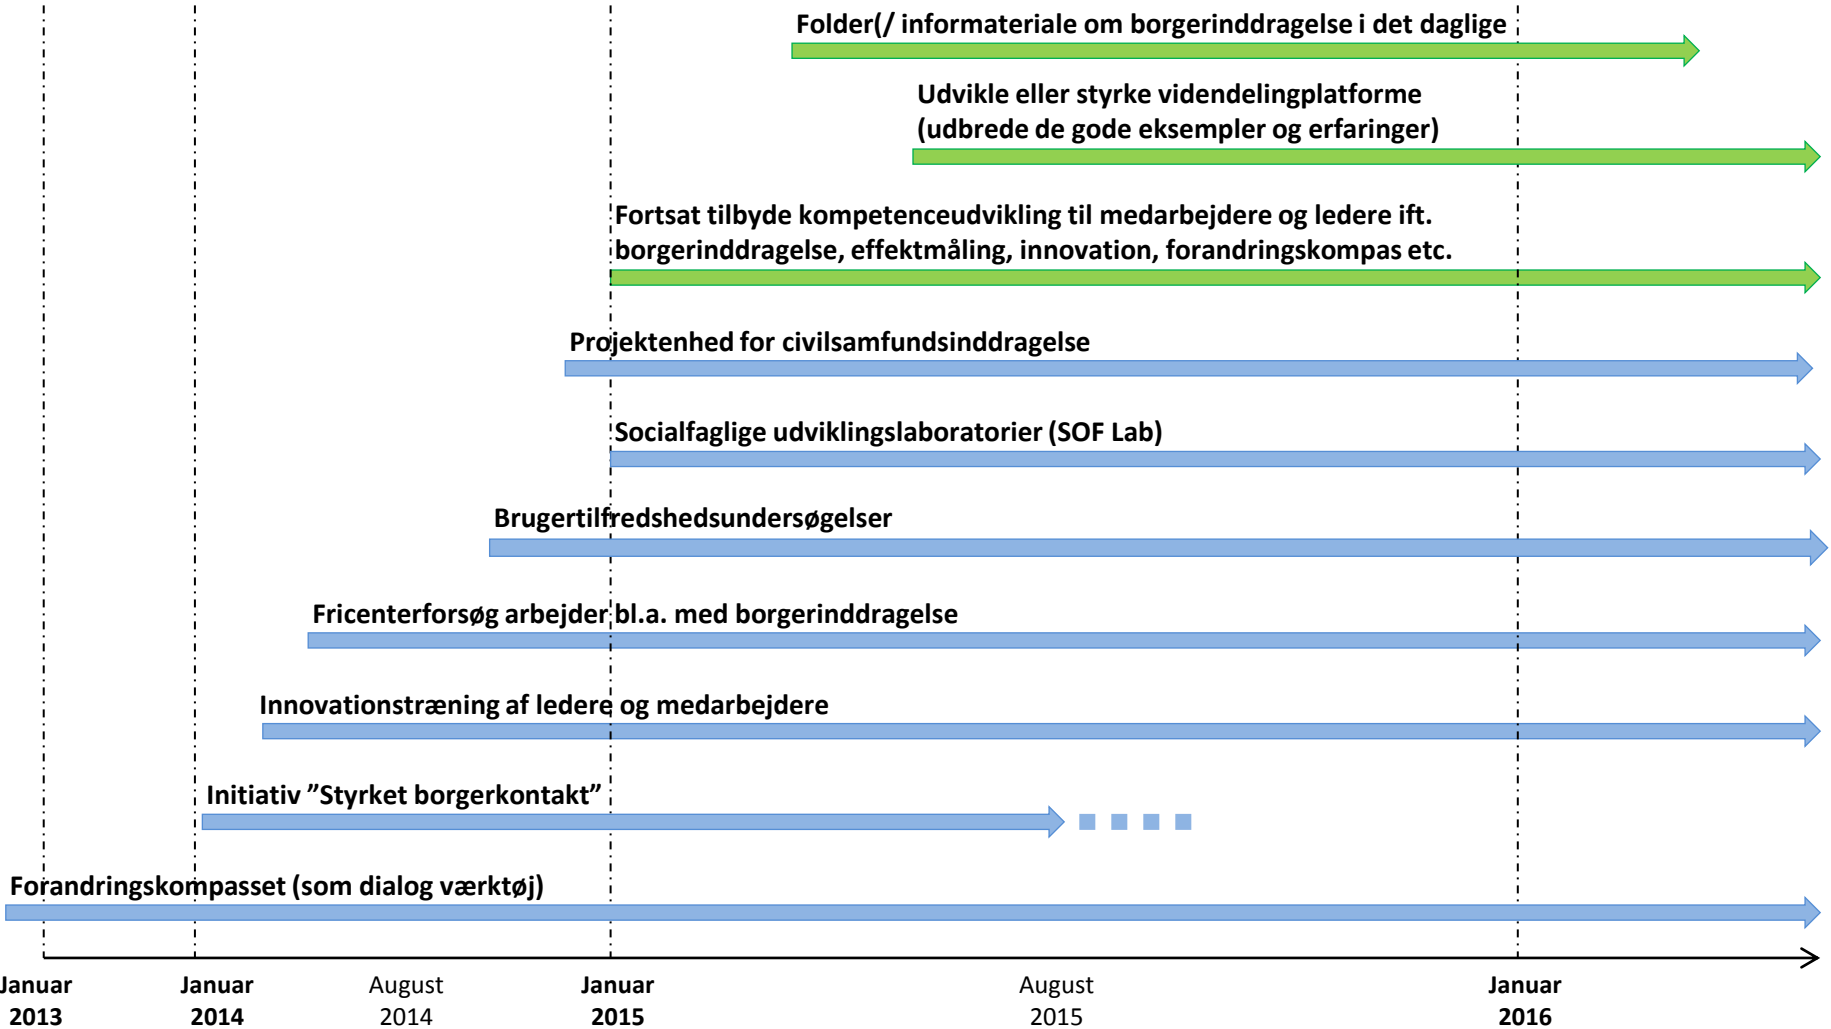 Folder(/ informateriale om borgerinddragelse i det daglige
Udvikle eller styrke videndelingplatforme
(udbrede de gode eksempler og erfaringer)
Fortsat tilbyde kompetenceudvikling til medarbejdere og ledere ift.
borgerinddragelse, effektmåling, innovation, forandringskompas etc.
Projektenhed for civilsamfundsinddragelse
Socialfaglige udviklingslaboratorier (SOF Lab)
Brugertilfredshedsundersøgelser
Fricenterforsøg arbejder bl.a. med borgerinddragelse
Innovationstræning af ledere og medarbejdere
Initiativ ”Styrket borgerkontakt”
Forandringskompasset (som dialog værktøj)
Januar
2013
Januar
2014
August
2014
Januar
2015
August
2015
Januar
2016